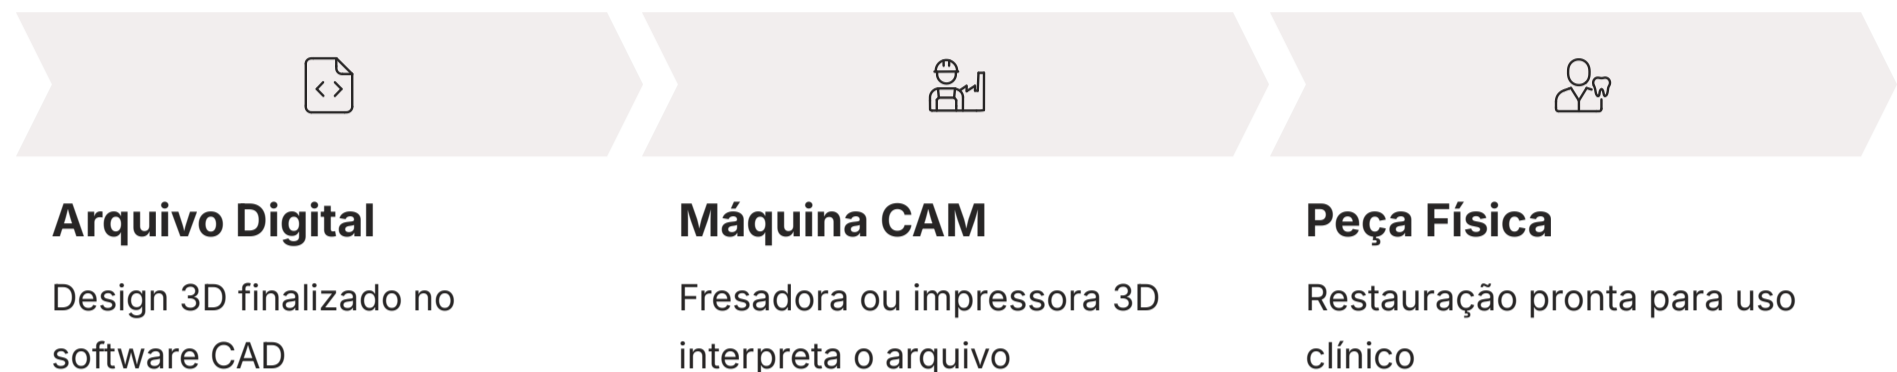 Arquivo Digital
Design 3D finalizado no
software CAD
Máquina CAM
Fresadora ou impressora 3D
interpreta o arquivo
Peça Física
Restauração pronta para uso
clínico